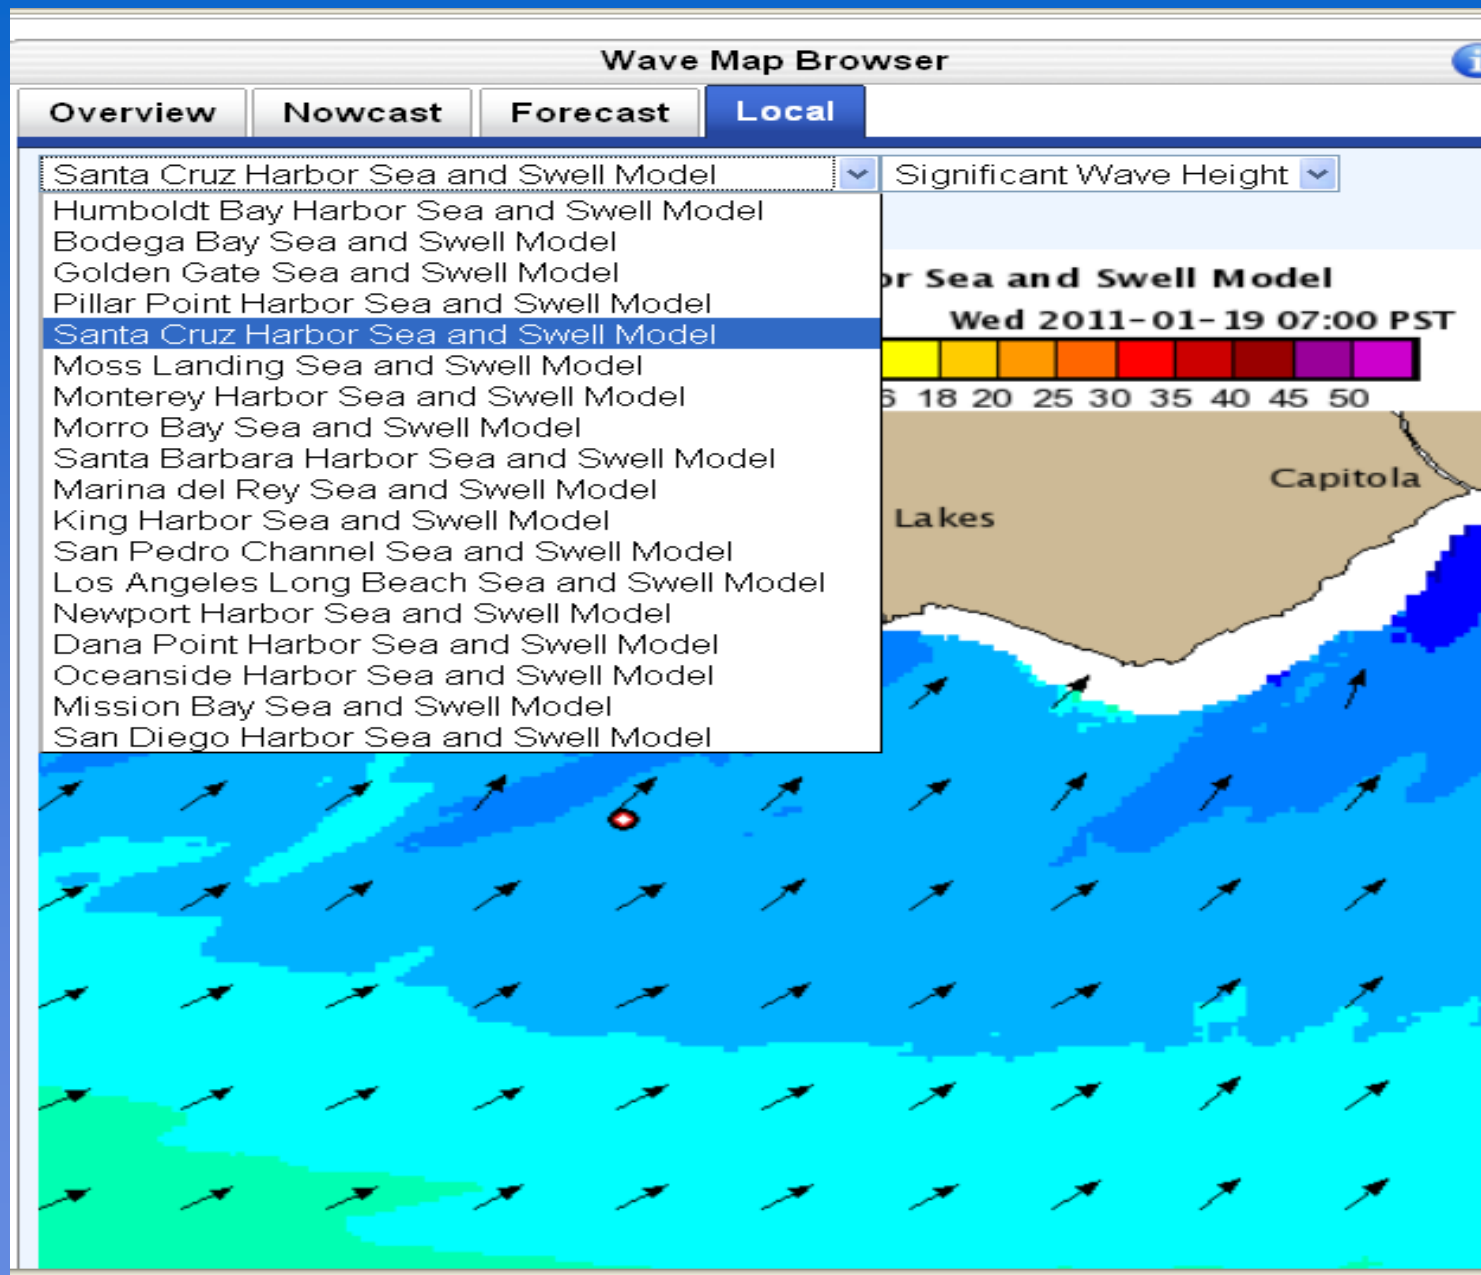 Wave Map Browser
Overview Nowcast Forecast Local
Santa Cruz Harbor Sea and Swell Model Significant Wave Height
Humboldt Bay Harbor Sea and Swell Model
Bodega Bay Sea and Swell Model
Golden Gate Sea and Swell Model
Pillar Point Harbor Sea and Swell Model
Santa Cruz Harbor Sea and Swell Model
Moss Landing Sea and Swell Model
Monterey Harbor Sea and Swell Model
Morro Bay Sea and Swell Model
Santa Barbara Harbor Sea and Swell Model
Marina del Rey Sea and Swell Model
King Harbor Sea and Swell Model
San Pedro Channel Sea and Swell Model
Los Angeles Long Beach Sea and Swell Model
Newport Harbor Sea and Swell Model
Dana Point Harbor Sea and Swell Model
Oceanside Harbor Sea and Swell Model
Mission Bay Sea and Swell Model
San Diego Harbor Sea and Swell Model
Sea and Swell Model
Wed 2011-01-19 07:00 PST
18 20 25 30 35 40 45 50
Capitola
Lakes